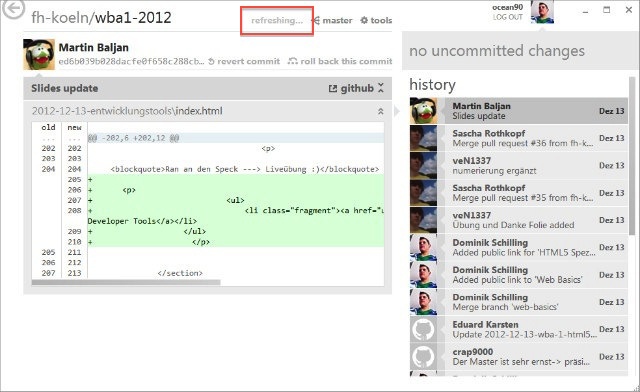 fh-koeln/wba1-2012
refreshing...
master
tools
ocean90
LOG OUT
Martin Baljan
ed6b039b028dacfe0f658c288cb...
revert commit
roll back this commit
no uncommitted changes
Slides update
github
2012-12-13-entwicklungstools\index.html
old new
... ... @@ -202,6 +202,12 @@
202 202 <p>
203 203
204 204 <blockquote>Ran an den Speck ---> Liveübung :)</blockquote>
205 +
206 + <p>
207 + <ul>
208 + <li class="fragment"><a href="u
Developer Tools</a></li>
209 + </ul>
210 + </p>
205 211
206 212
207 213 </section>
history
Martin Baljan
Slides update
Dez 13
Sascha Rothkopf
Merge pull request #36 from fh-k...
Dez 13
veN1337
numerierung ergänzt
Dez 13
Sascha Rothkopf
Merge pull request #35 from fh-k...
Dez 13
veN1337
Übung und Danke Folie added
Dez 13
Dominik Schilling
Added public link for 'HTML5 Spez...
Dez 13
Dominik Schilling
Added public link to 'Web Basics'
Dez 13
Dominik Schilling
Merge branch 'web-basics'
Dez 13
Eduard Karsten
Update 2012-12-13-wba-1-html5...
Dez 13
crap9000
Der Master ist sehr ernst-> präsi...
Dez 13